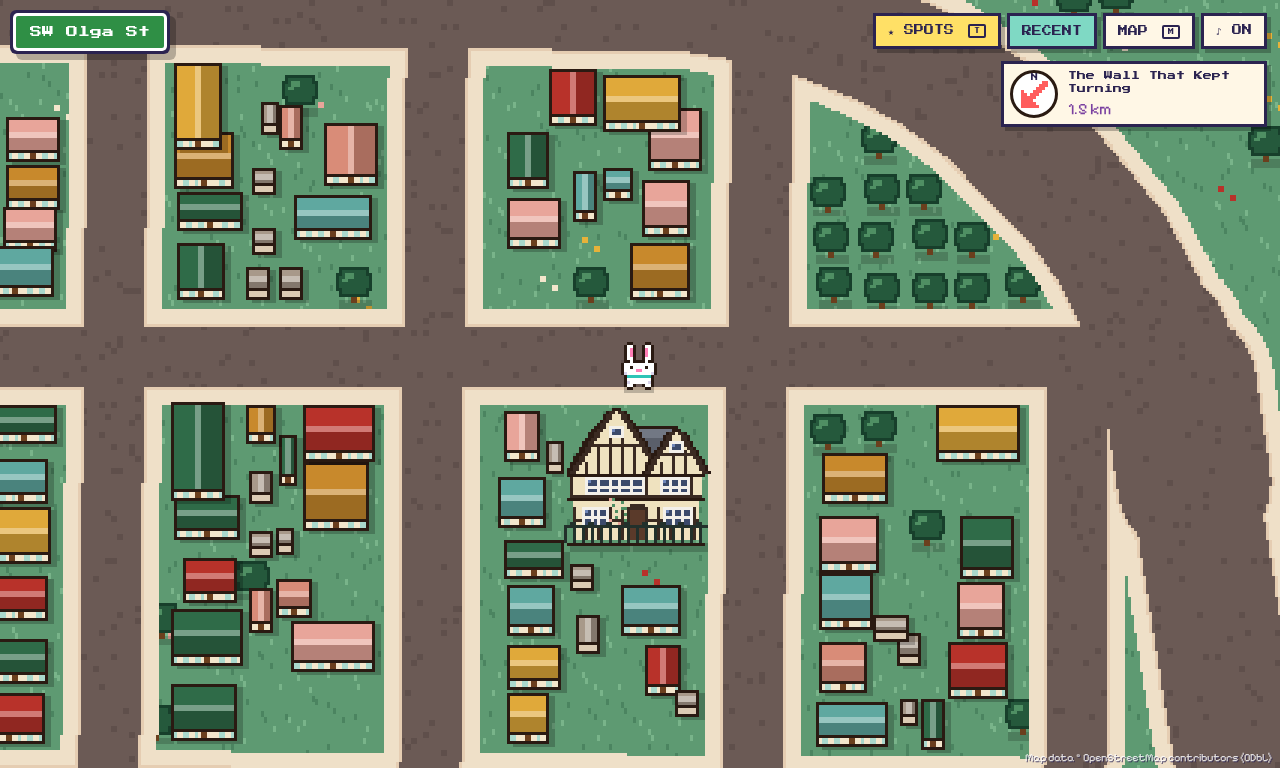 SW Olga St
★ SPOTS T
RECENT
MAP M
♪ ON
N
The Wall That Kept
Turning
1.8 km
Map data © OpenStreetMap contributors (ODbL)